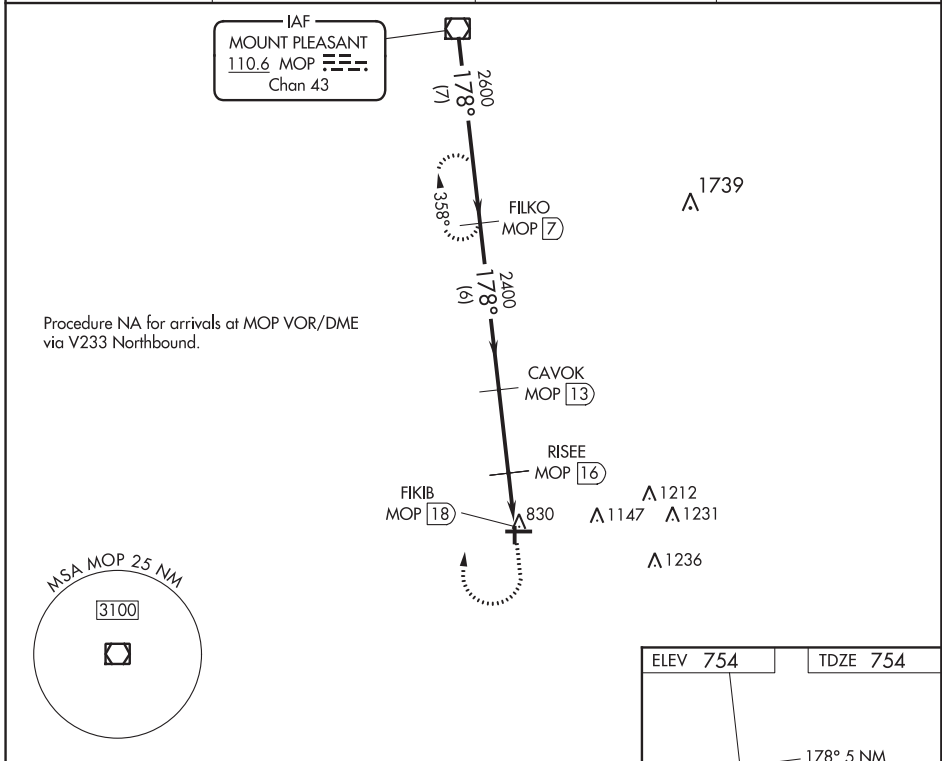 IAF
MOUNT PLEASANT
110.6 MOP
Chan 43
2600
178°
(7)
358°
FILKO
MOP 7
1739
2400
178°
(6)
Procedure NA for arrivals at MOP VOR/DME
via V233 Northbound.
CAVOK
MOP 13
RISEE
MOP 16
FIKIB
MOP 18
830
1212
1147
1231
1236
MSA MOP 25 NM
3100
ELEV 754
TDZE 754
178° 5 NM